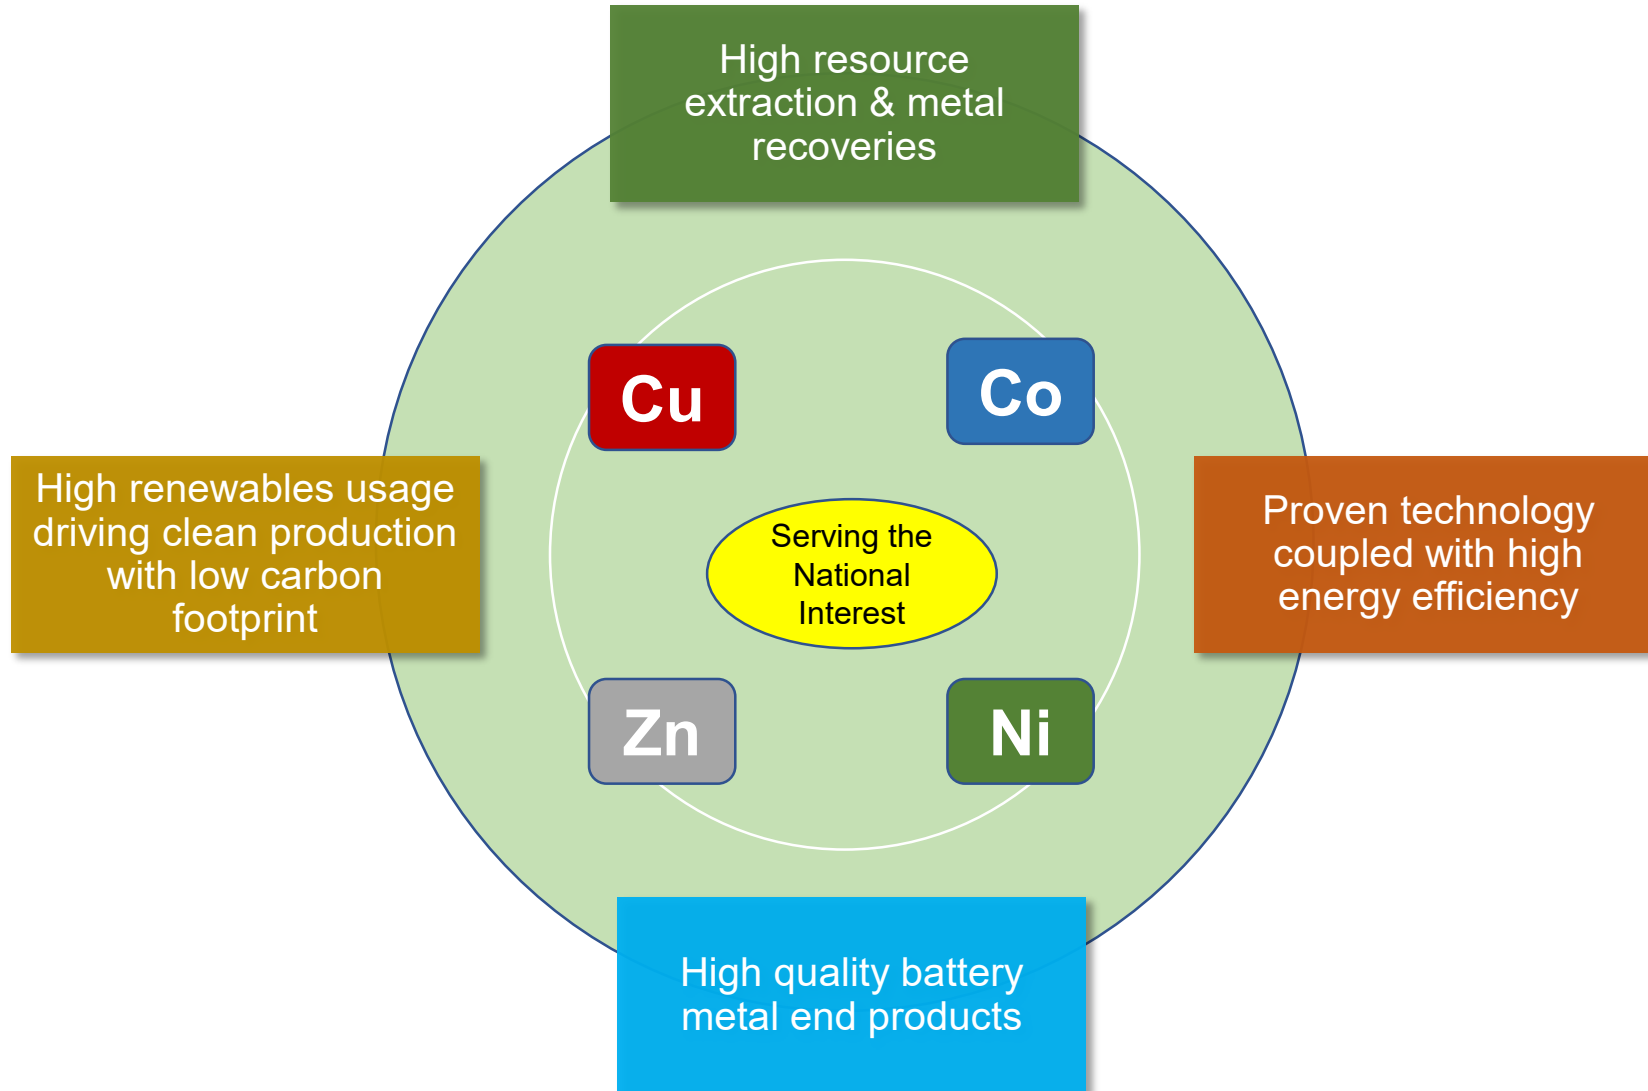 High resource
extraction & metal
recoveries
Cu
Co
High renewables usage
driving clean production
with low carbon
footprint
Serving the
National
Interest
Proven technology
coupled with high
energy efficiency
Zn
Ni
High quality battery
metal end products